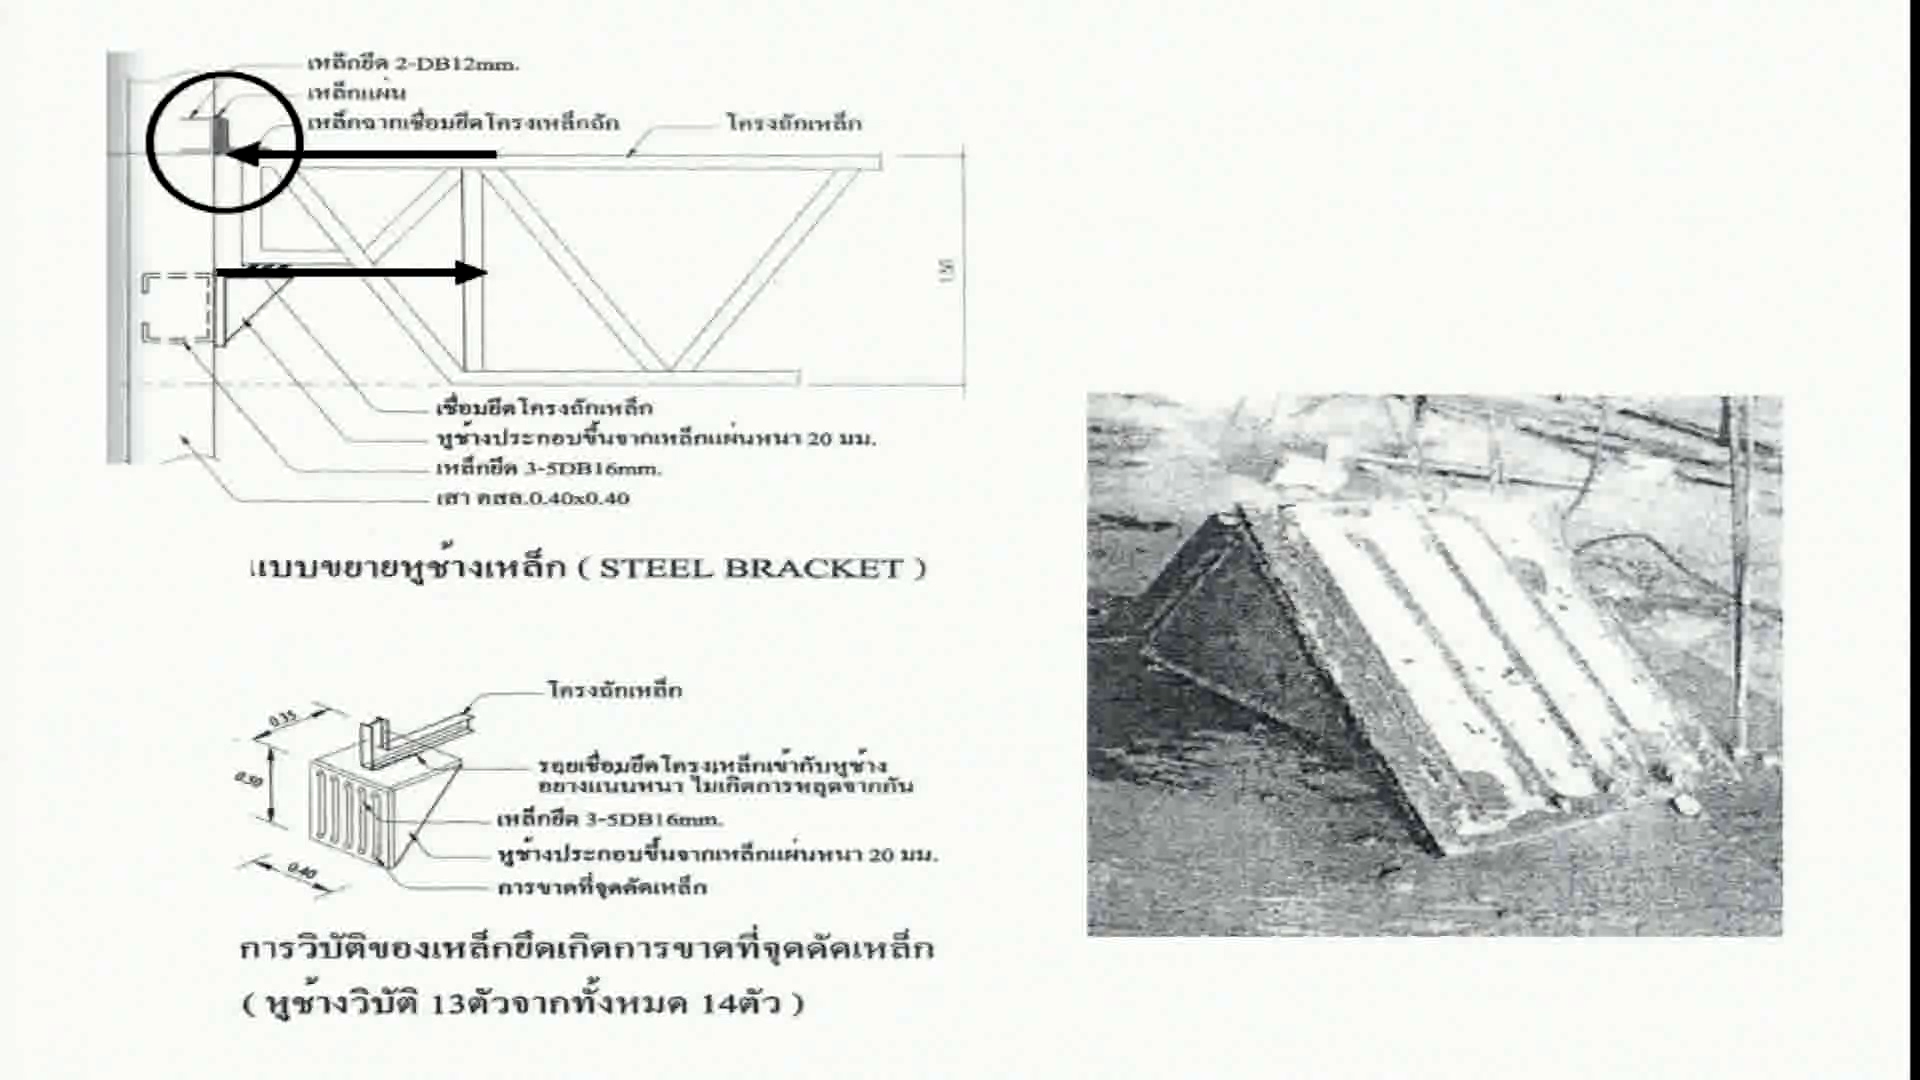 เหล็กยึด 2-DB12mm.
เหล็กแผ่น
เหล็กฉากเชื่อมยึดโครงเหล็กถัก
โครงถักเหล็ก
1.50
เชื่อมยึดโครงถักเหล็ก
หูช้างประกอบขึ้นจากเหล็กแผ่นหนา 20 มม.
เหล็กยึด 3-5DB16mm.
เสา คสล.0.40x0.40
แบบขยายหูช้างเหล็ก ( STEEL BRACKET )
โครงถักเหล็ก
0.35
0.50
0.40
รอยเชื่อมยึดโครงเหล็กเข้ากับหูช้าง
อย่างแน่นหนา ไม่เกิดการหลุดจากกัน
เหล็กยึด 3-5DB16mm.
หูช้างประกอบขึ้นจากเหล็กแผ่นหนา 20 มม.
การขาดที่จุดดัดเหล็ก
การวิบัติของเหล็กยึดเกิดการขาดที่จุดดัดเหล็ก
( หูช้างวิบัติ 13ตัวจากทั้งหมด 14ตัว )